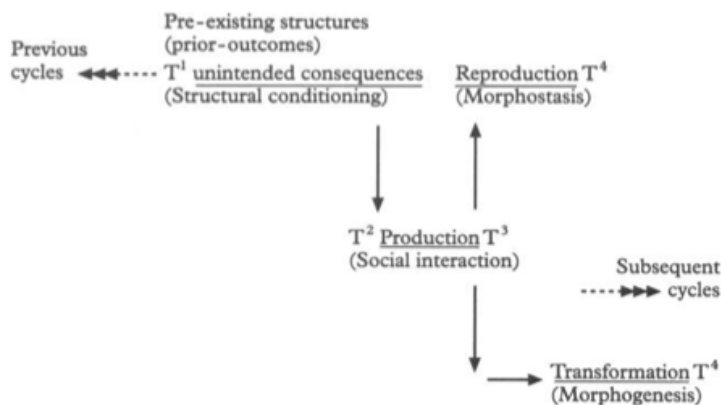 Pre-existing structures
(prior-outcomes)
Previous
cycles
T¹ unintended consequences
(Structural conditioning)
Reproduction T⁴
(Morphostasis)
T² Production T³
(Social interaction)
Subsequent
cycles
Transformation T⁴
(Morphogenesis)